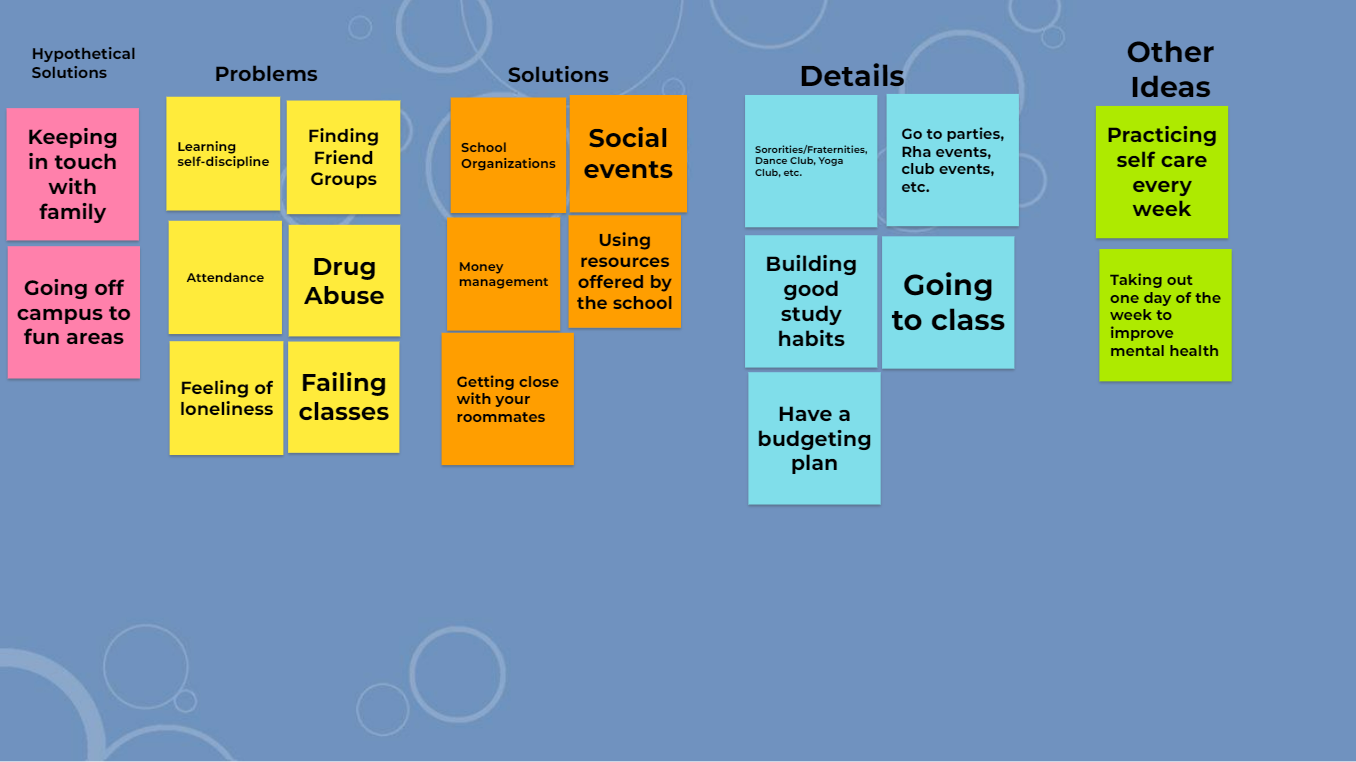 Hypothetical
Solutions
Keeping
in touch
with
family
Going off
campus to
fun areas
Problems
Learning
self-discipline
Finding
Friend
Groups
Attendance
Drug
Abuse
Feeling of
loneliness
Failing
classes
Solutions
School
Organizations
Social
events
Money
management
Using
resources
offered by
the school
Getting close
with your
roommates
Details
Sororities/Fraternities,
Dance Club, Yoga
Club, etc.
Go to parties,
Rha events,
club events,
etc.
Building
good
study
habits
Going
to class
Have a
budgeting
plan
Other
Ideas
Practicing
self care
every
week
Taking out
one day of the
week to
improve
mental health